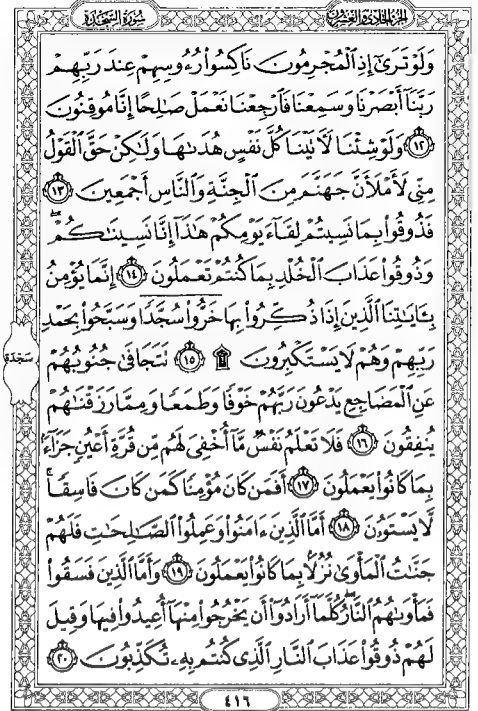 الجزء الحادي والعشرون
سورة السجدة
وَلَوْ تَرَىٰٓ إِذِ ٱلْمُجْرِمُونَ نَاكِسُوا۟ رُءُوسِهِمْ عِندَ رَبِّهِمْ
رَبَّنَآ أَبْصَرْنَا وَسَمِعْنَا فَٱرْجِعْنَا نَعْمَلْ صَٰلِحًا إِنَّا مُوقِنُونَ
١٢ وَلَوْ شِئْنَا لَءَاتَيْنَا كُلَّ نَفْسٍ هُدَىٰهَا وَلَٰكِنْ حَقَّ ٱلْقَوْلُ
مِنِّى لَأَمْلَأَنَّ جَهَنَّمَ مِنَ ٱلْجِنَّةِ وَٱلنَّاسِ أَجْمَعِينَ ١٣
فَذُوقُوا۟ بِمَا نَسِيتُمْ لِقَآءَ يَوْمِكُمْ هَٰذَآ إِنَّا نَسِينَٰكُمْ ۖ
وَذُوقُوا۟ عَذَابَ ٱلْخُلْدِ بِمَا كُنتُمْ تَعْمَلُونَ ١٤ إِنَّمَا يُؤْمِنُ
بِـَٔايَٰتِنَا ٱلَّذِينَ إِذَا ذُكِّرُوا۟ بِهَا خَرُّوا۟ سُجَّدًا وَسَبَّحُوا۟ بِحَمْدِ
رَبِّهِمْ وَهُمْ لَا يَسْتَكْبِرُونَ ۩ ١٥ تَتَجَافَىٰ جُنُوبُهُمْ
سجدة
عَنِ ٱلْمَضَاجِعِ يَدْعُونَ رَبَّهُمْ خَوْفًا وَطَمَعًا وَمِمَّا رَزَقْنَٰهُمْ
يُنفِقُونَ ١٦ فَلَا تَعْلَمُ نَفْسٌ مَّآ أُخْفِىَ لَهُم مِّن قُرَّةِ أَعْيُنٍ جَزَآءًۢ
بِمَا كَانُوا۟ يَعْمَلُونَ ١٧ أَفَمَن كَانَ مُؤْمِنًا كَمَن كَانَ فَاسِقًا ۚ
لَّا يَسْتَوُۥنَ ١٨ أَمَّا ٱلَّذِينَ ءَامَنُوا۟ وَعَمِلُوا۟ ٱلصَّٰلِحَٰتِ فَلَهُمْ
جَنَّٰتُ ٱلْمَأْوَىٰ نُزُلًۢا بِمَا كَانُوا۟ يَعْمَلُونَ ١٩ وَأَمَّا ٱلَّذِينَ فَسَقُوا۟
فَمَأْوَىٰهُمُ ٱلنَّارُ ۖ كُلَّمَآ أَرَادُوٓا۟ أَن يَخْرُجُوا۟ مِنْهَآ أُعِيدُوا۟ فِيهَا وَقِيلَ
لَهُمْ ذُوقُوا۟ عَذَابَ ٱلنَّارِ ٱلَّذِى كُنتُم بِهِۦ تُكَذِّبُونَ ٢٠
٤١٦